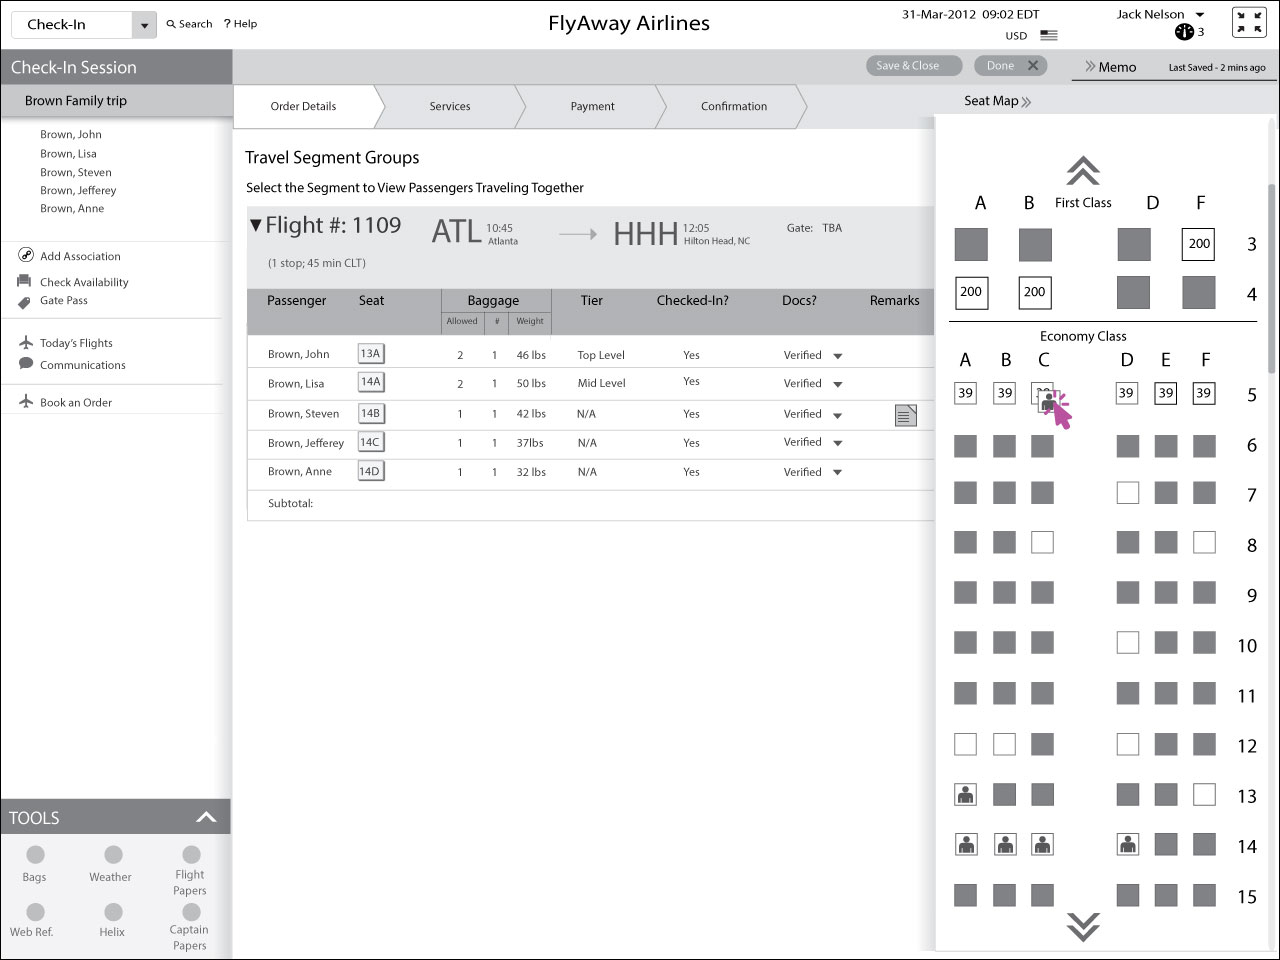 Check-In
Search
? Help
FlyAway Airlines
31-Mar-2012 09:02 EDT
USD
Jack Nelson
3
Check-In Session
Save & Close
Done
Memo
Last Saved - 2 mins ago
Brown Family trip
Brown, John
Brown, Lisa
Brown, Steven
Brown, Jefferey
Brown, Anne
Add Association
Check Availability
Gate Pass
Today's Flights
Communications
Book an Order
TOOLS
Bags
Weather
Flight
Papers
Web Ref.
Helix
Captain
Papers
Order Details
Services
Payment
Confirmation
Travel Segment Groups
Select the Segment to View Passengers Traveling Together
Flight #: 1109
(1 stop; 45 min CLT)
ATL
10:45
Atlanta
HHH
12:05
Hilton Head, NC
Gate: TBA
Passenger Seat Baggage Tier Checked-In? Docs? Remarks
Allowed # Weight
Brown, John 13A 2 1 46 lbs Top Level Yes Verified
Brown, Lisa 14A 2 1 50 lbs Mid Level Yes Verified
Brown, Steven 14B 1 1 42 lbs N/A Yes Verified
Brown, Jefferey 14C 1 1 37lbs N/A Yes Verified
Brown, Anne 14D 1 1 32 lbs N/A Yes Verified
Subtotal:
Seat Map
A B First Class D F
200 3
200 200 4
Economy Class
A B C D E F
39 39 39 39 39 5
6
7
8
9
10
11
12
13
14
15